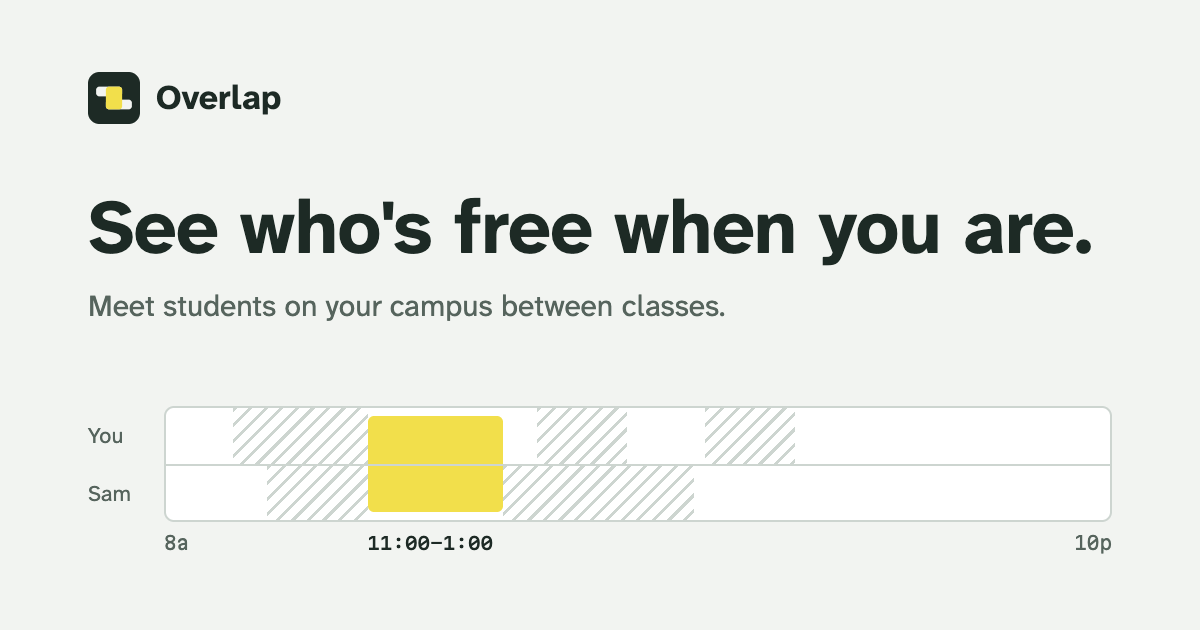 Overlap
See who's free when you are.
Meet students on your campus between classes.
You
Sam
8a 11:00–1:00 10p